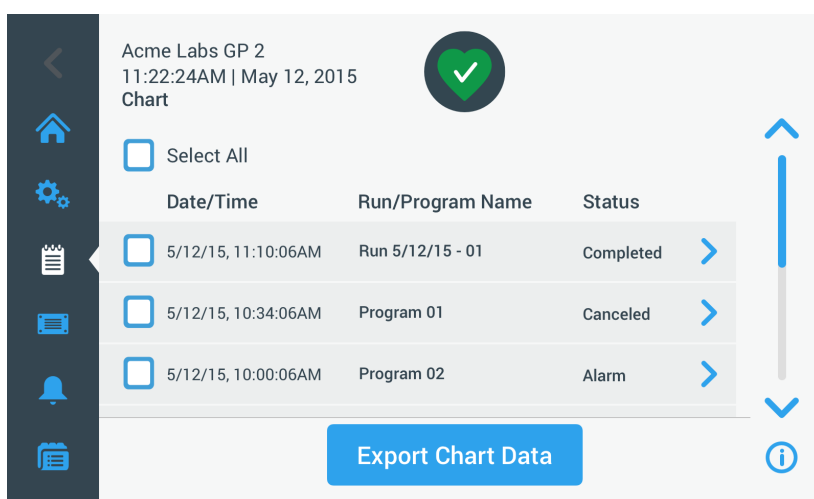 Acme Labs GP 2
11:22:24AM | May 12, 2015
Chart
Select All
Date/Time Run/Program Name Status
5/12/15, 11:10:06AM Run 5/12/15 - 01 Completed
5/12/15, 10:34:06AM Program 01 Canceled
5/12/15, 10:00:06AM Program 02 Alarm
Export Chart Data